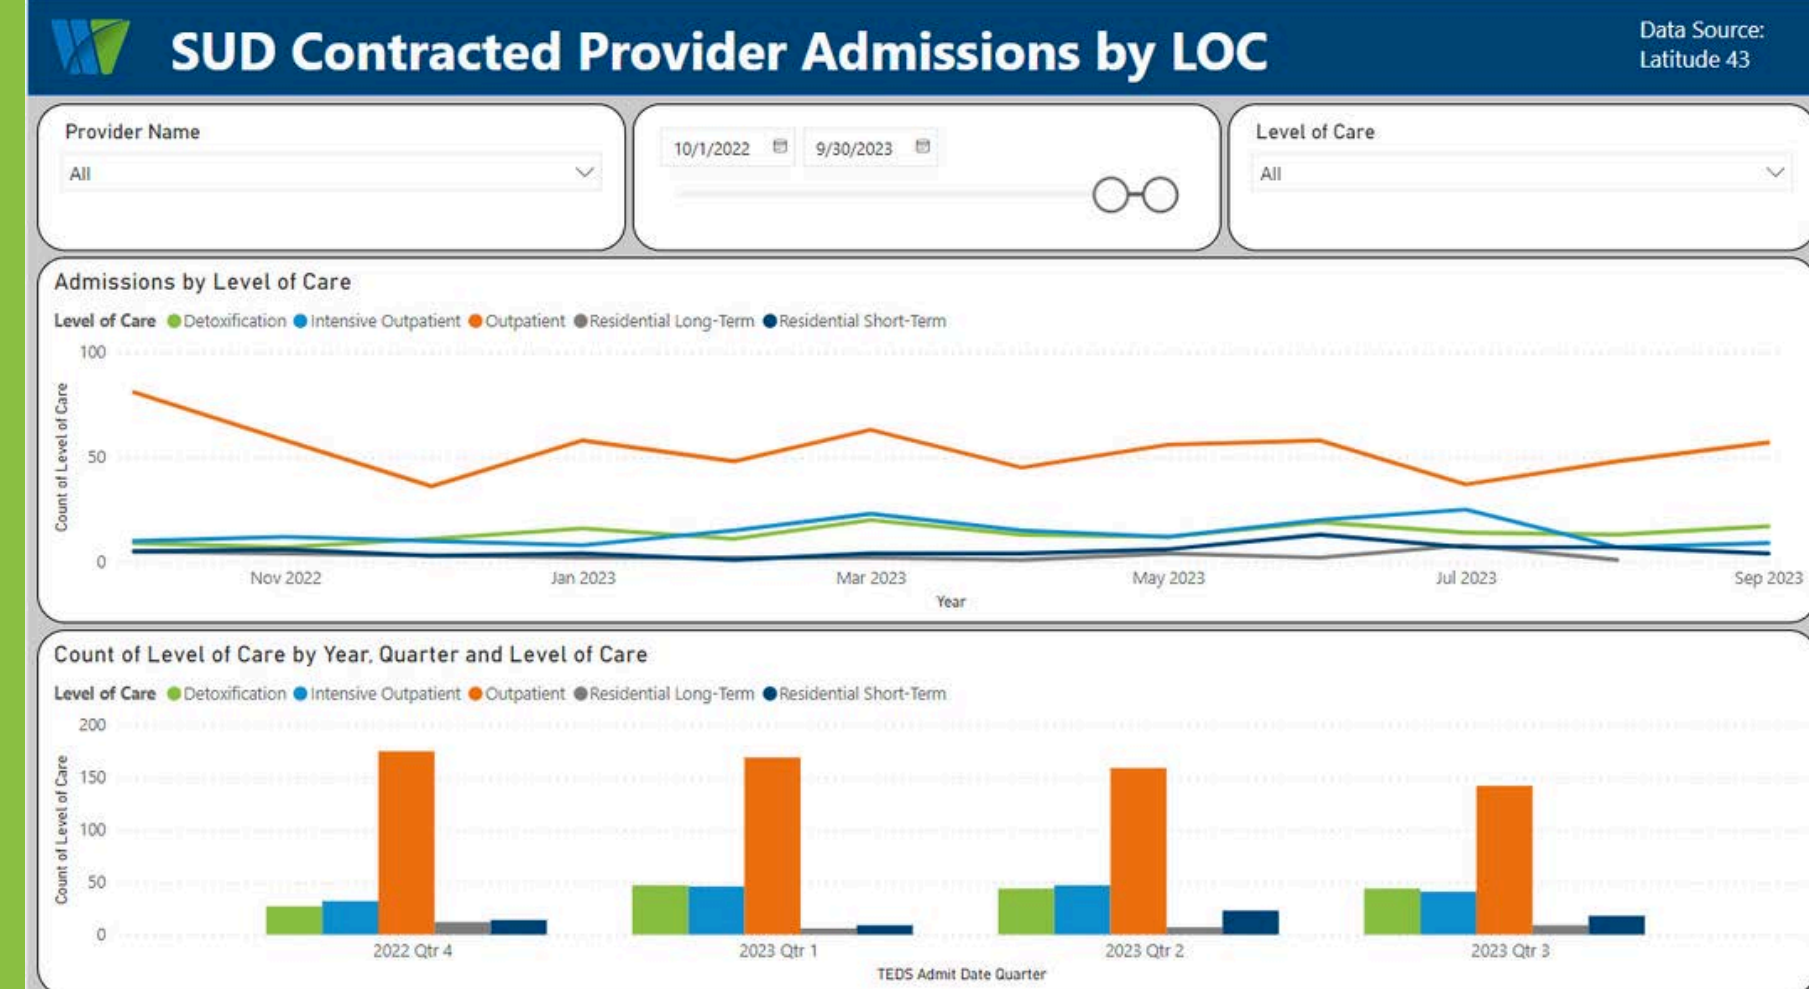 SUD Contracted Provider Admissions by LOC
Data Source:
Latitude 43
Provider Name
All
10/1/2022
9/30/2023
Level of Care
All
Admissions by Level of Care
Level of Care Detoxification Intensive Outpatient Outpatient Residential Long-Term Residential Short-Term
Count of Level of Care
100
50
0
Nov 2022 Jan 2023 Mar 2023 May 2023 Jul 2023 Sep 2023
Year
Count of Level of Care by Year, Quarter and Level of Care
Level of Care Detoxification Intensive Outpatient Outpatient Residential Long-Term Residential Short-Term
Count of Level of Care
200
150
100
50
0
2022 Qtr 4 2023 Qtr 1 2023 Qtr 2 2023 Qtr 3
TEDS Admit Date Quarter